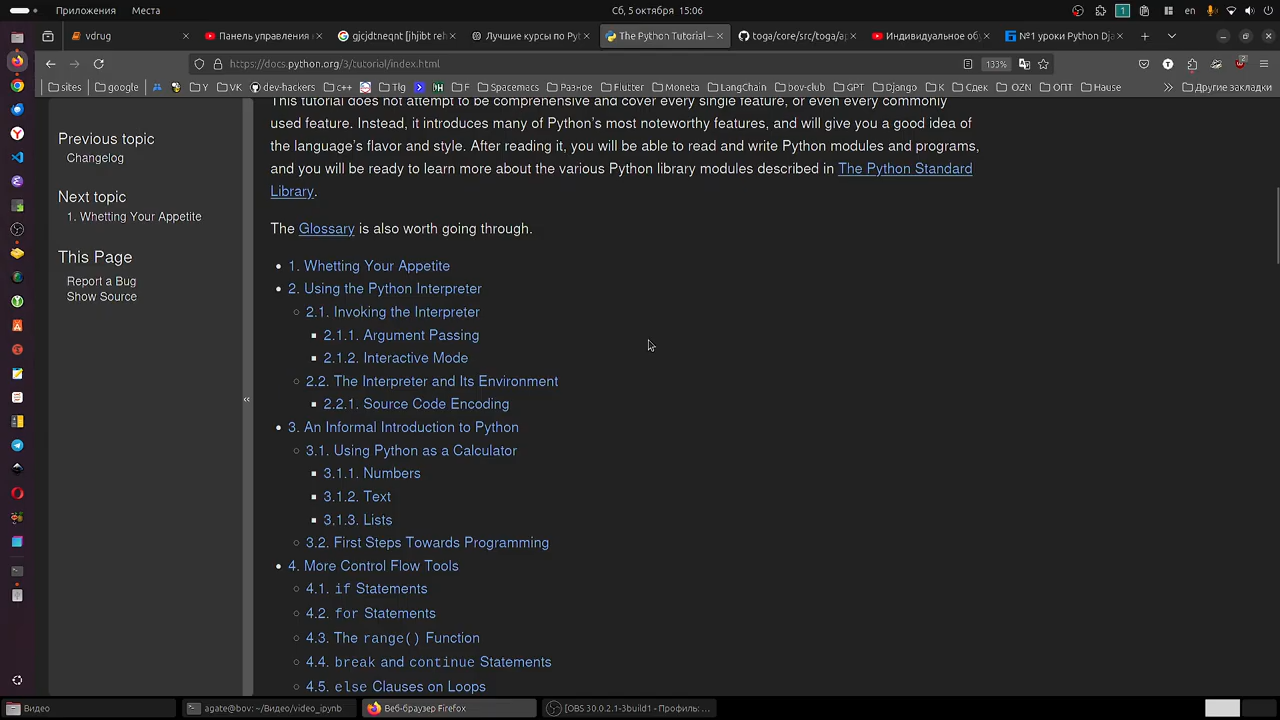 Приложения Места Сб, 5 октября 15:06 1 en
vdrug Панель управления gjcjdtneqnt [jhjibt reh Лучшие курсы по Pyt The Python Tutorial — toga/core/src/toga/ap Индивидуальное об №1 уроки Python Dja
https://docs.python.org/3/tutorial/index.html 133% 2
sites google Y VK dev-hackers C++ Tlg F Spacemacs Разное Flutter Moneta LangChain bov-club GPT Django К Сдек OZN ОПТ Hause Другие закладки
This tutorial does not attempt to be comprehensive and cover every single feature, or even every commonly
used feature. Instead, it introduces many of Python's most noteworthy features, and will give you a good idea of
the language's flavor and style. After reading it, you will be able to read and write Python modules and programs,
and you will be ready to learn more about the various Python library modules described in The Python Standard
Library.
The Glossary is also worth going through.
Previous topic
Changelog
Next topic
1. Whetting Your Appetite
This Page
Report a Bug
Show Source
«
1. Whetting Your Appetite
2. Using the Python Interpreter
2.1. Invoking the Interpreter
2.1.1. Argument Passing
2.1.2. Interactive Mode
2.2. The Interpreter and Its Environment
2.2.1. Source Code Encoding
3. An Informal Introduction to Python
3.1. Using Python as a Calculator
3.1.1. Numbers
3.1.2. Text
3.1.3. Lists
3.2. First Steps Towards Programming
4. More Control Flow Tools
4.1. if Statements
4.2. for Statements
4.3. The range() Function
4.4. break and continue Statements
4.5. else Clauses on Loops
Видео agate@bov: ~/Видео/video_ipynb Веб-браузер Firefox [OBS 30.0.2.1-3build1 - Профиль: ...